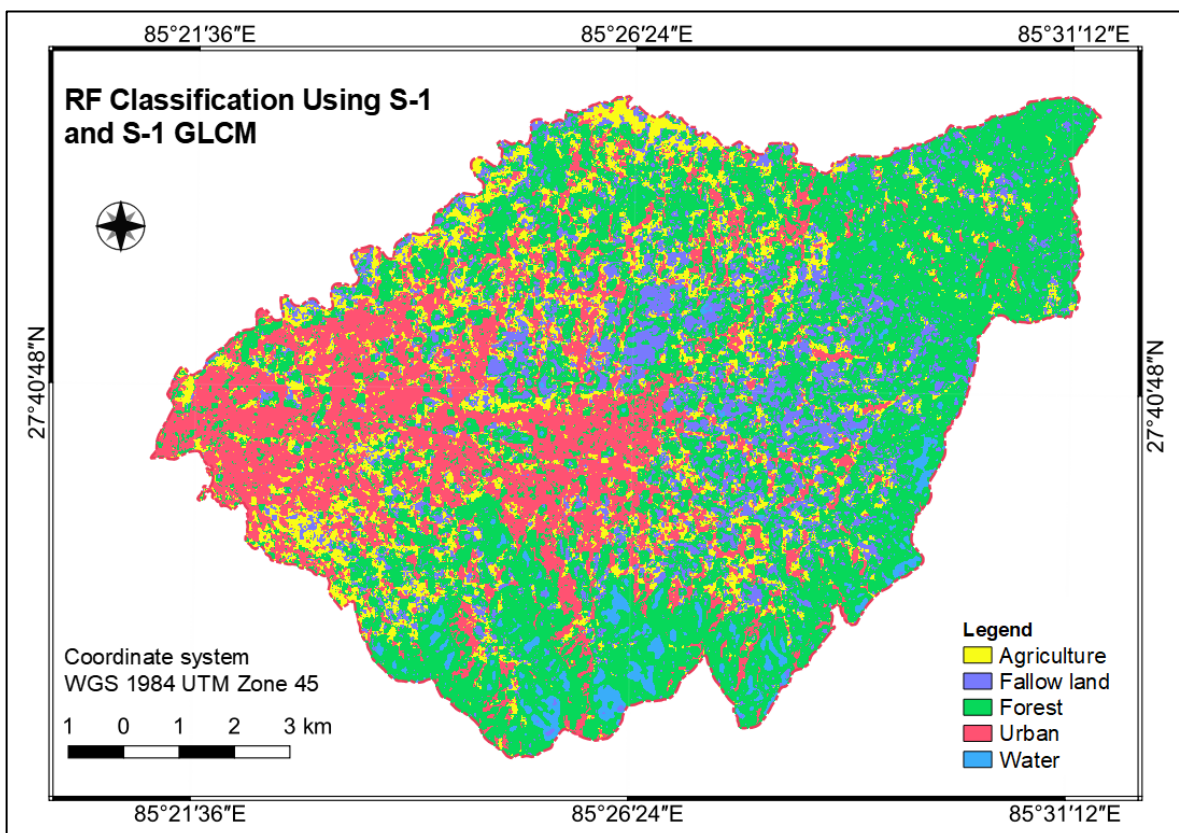 85°21′36″E 85°26′24″E 85°31′12″E
RF Classification Using S-1
and S-1 GLCM
27°40′48″N
27°40′48″N
Coordinate system
WGS 1984 UTM Zone 45
1 0 1 2 3 km
Legend
Agriculture
Fallow land
Forest
Urban
Water
85°21′36″E 85°26′24″E 85°31′12″E